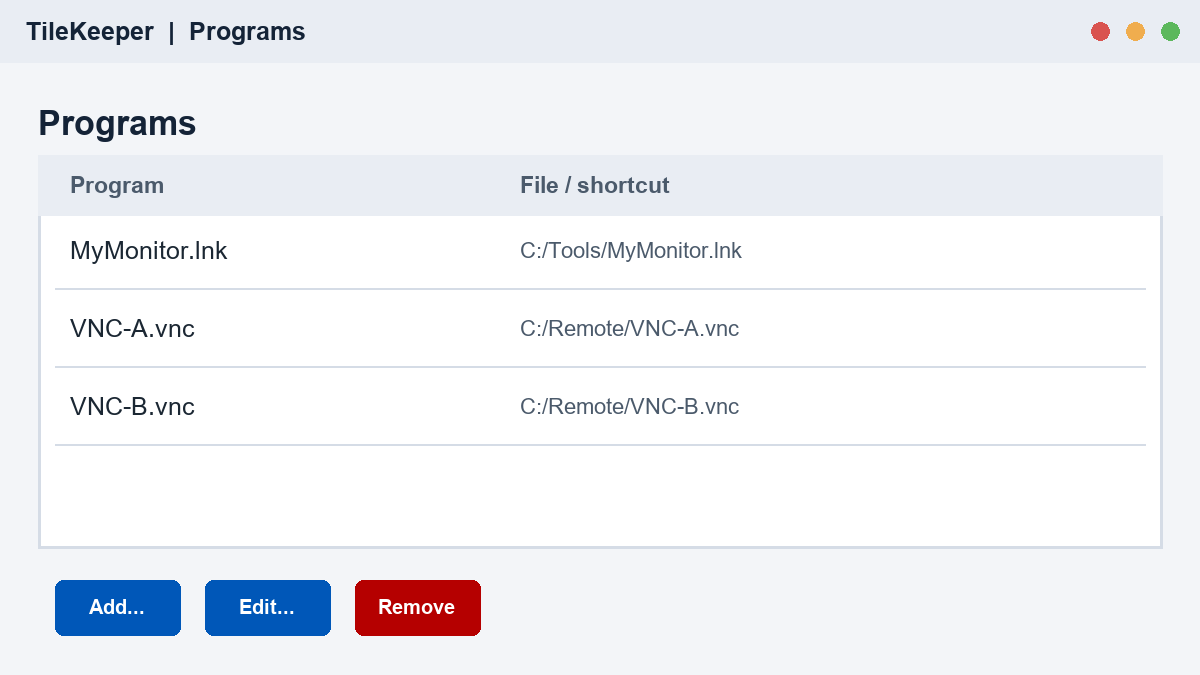 TileKeeper | Programs
Programs
Program File / shortcut
MyMonitor.lnk C:/Tools/MyMonitor.lnk
VNC-A.vnc C:/Remote/VNC-A.vnc
VNC-B.vnc C:/Remote/VNC-B.vnc
Add... Edit... Remove